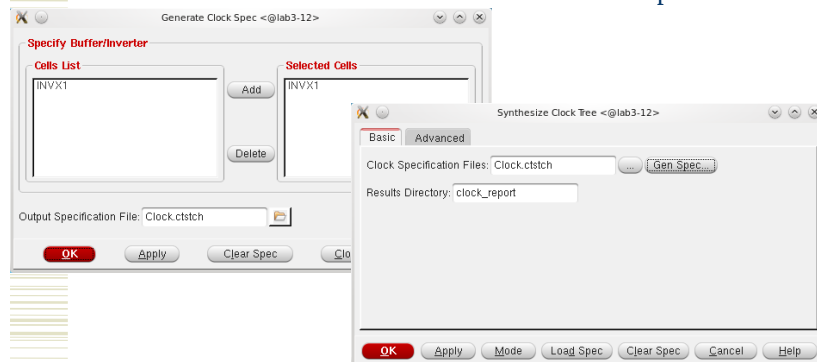 Generate Clock Spec <@lab3-12>
Specify Buffer/Inverter
Cells List
INVX1
Add
Delete
Selected Cells
INVX1
Output Specification File: Clock.ctstch
OK Apply Clear Spec Clo
Synthesize Clock Tree <@lab3-12>
Basic Advanced
Clock Specification Files: Clock.ctstch ... Gen Spec...
Results Directory: clock_report
OK Apply Mode Load Spec Clear Spec Cancel Help